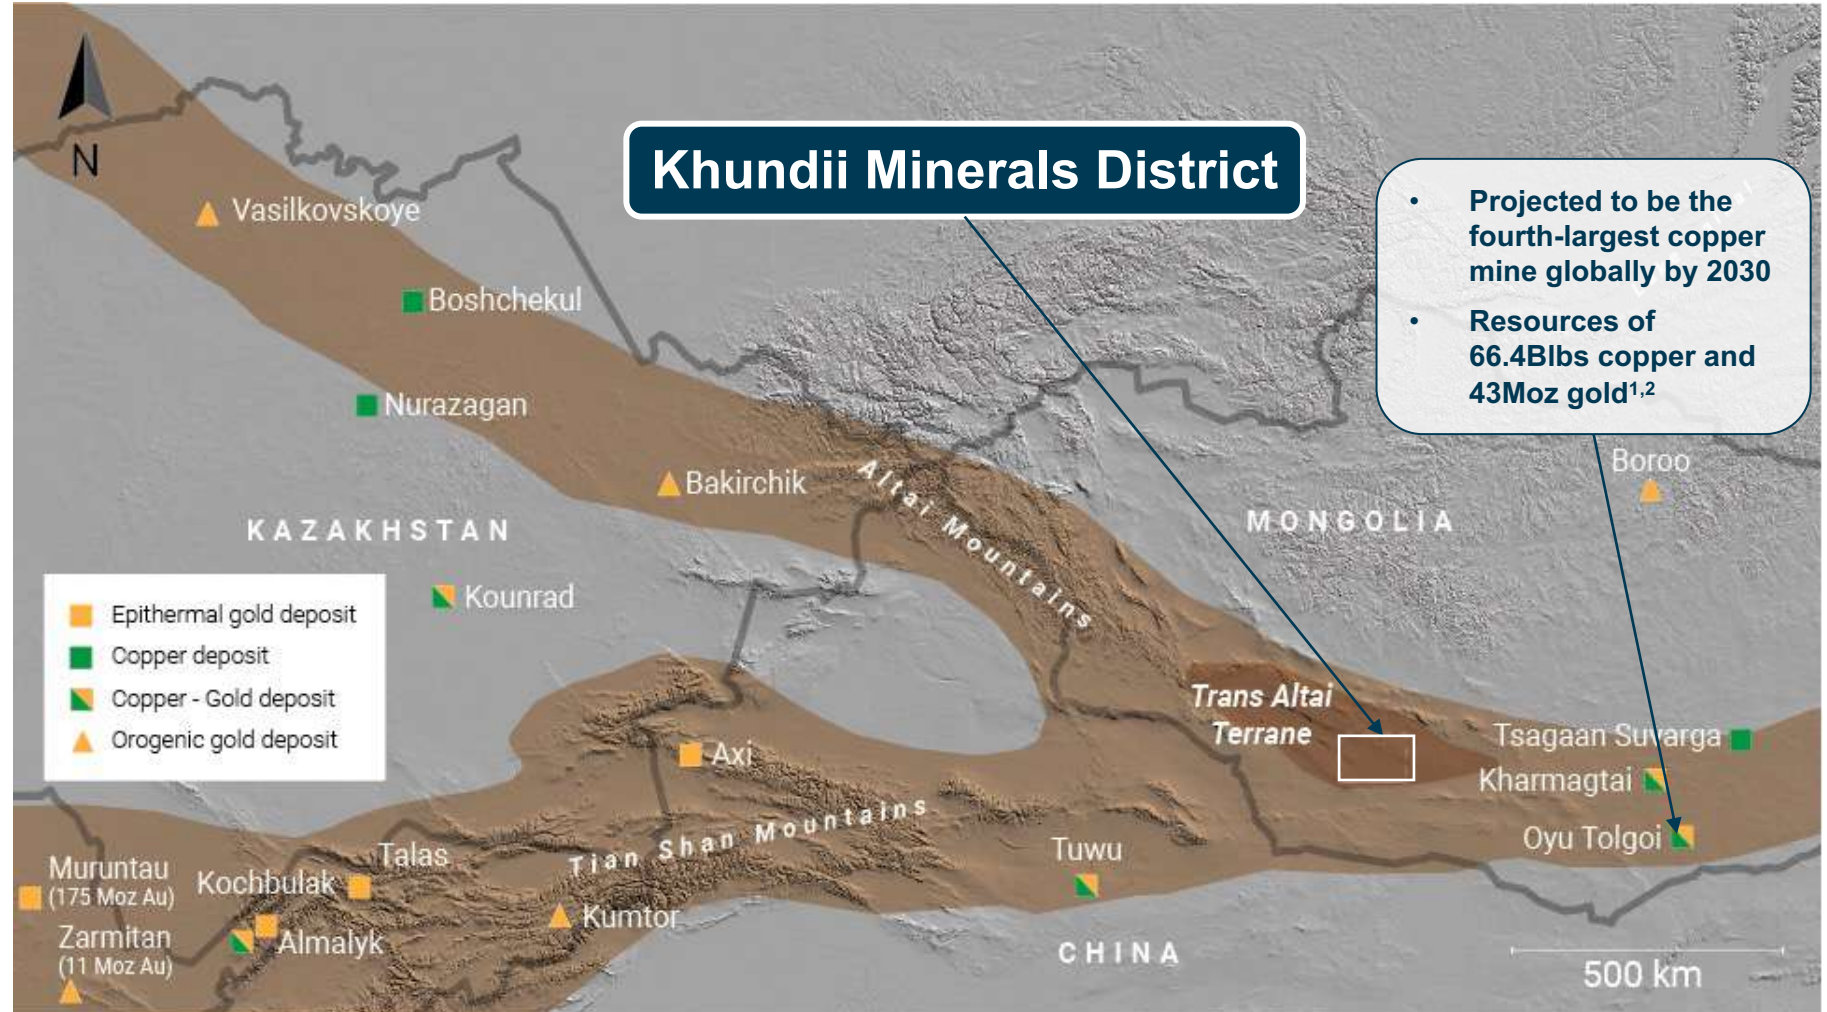 N
Khundii Minerals District
• Projected to be the
fourth-largest copper
mine globally by 2030
• Resources of
66.4Blbs copper and
43Moz gold1,2
Vasilkovskoye
Boshchekul
Nurazagan
Bakirchik
Boroo
Altai Mountains
MONGOLIA
KAZAKHSTAN
Kounrad
Epithermal gold deposit
Copper deposit
Copper - Gold deposit
Orogenic gold deposit
Trans Altai
Terrane
Tsagaan Suvarga
Kharmagtai
Oyu Tolgoi
Axi
Tian Shan Mountains
Tuwu
Talas
Muruntau
(175 Moz Au)
Kochbulak
Kumtor
Zarmitan
(11 Moz Au)
Almalyk
CHINA
500 km